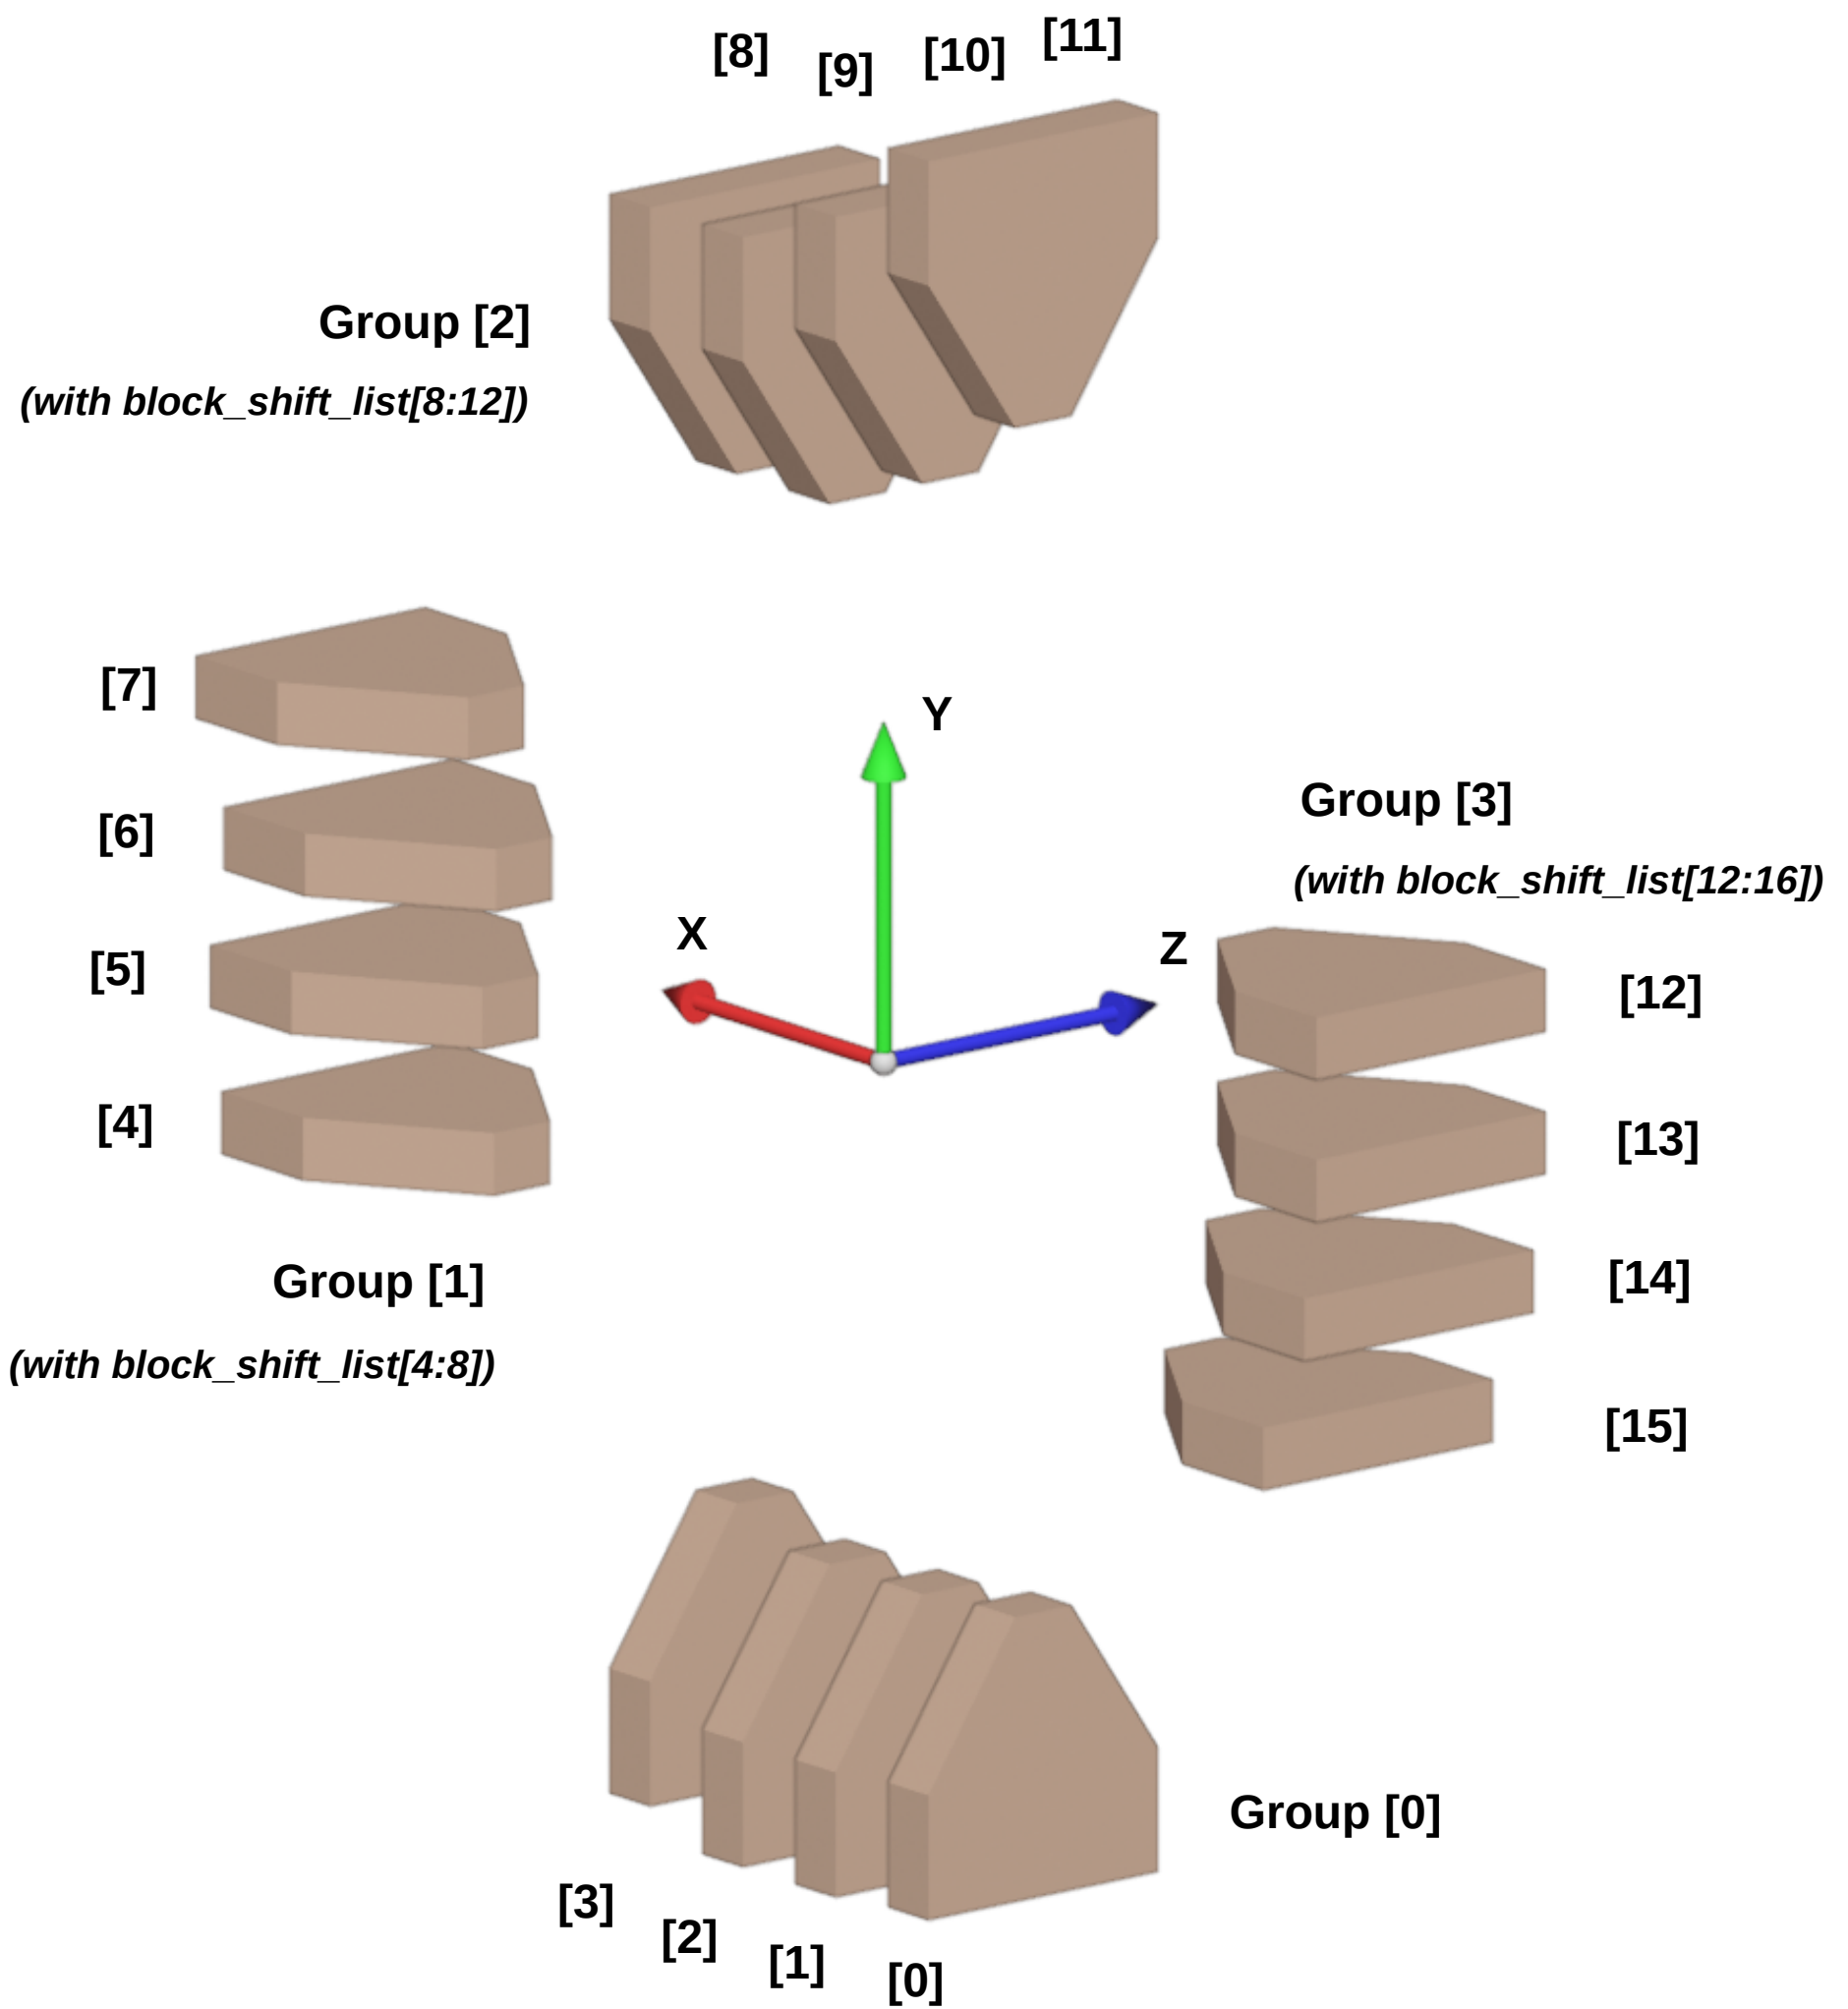 [8]
[9]
[10]
[11]
Group [2]
(with block_shift_list[8:12])
[7]
[6]
[5]
[4]
Group [1]
(with block_shift_list[4:8])
Y
X
Z
Group [3]
(with block_shift_list[12:16])
[12]
[13]
[14]
[15]
Group [0]
[3]
[2]
[1]
[0]